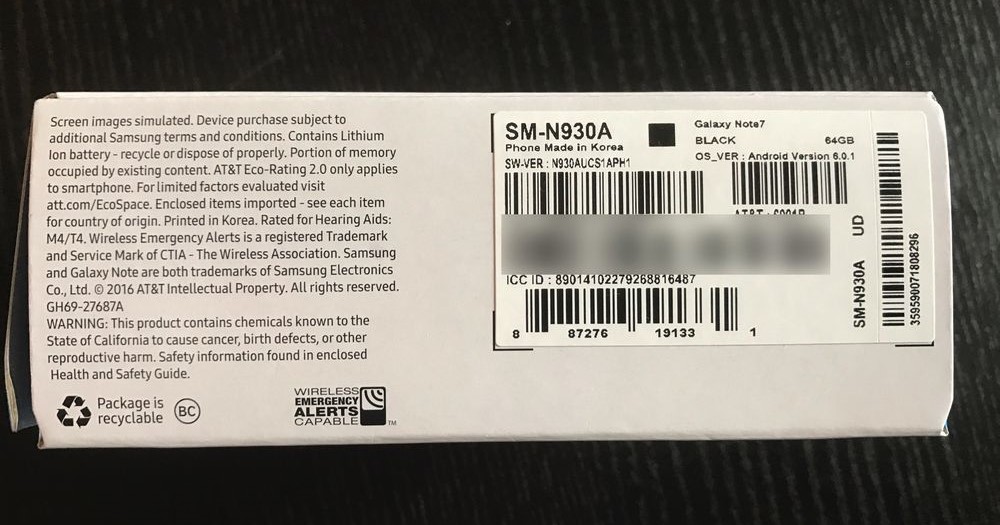 Screen images simulated. Device purchase subject to
additional Samsung terms and conditions. Contains Lithium
Ion battery - recycle or dispose of properly. Portion of memory
occupied by existing content. AT&T Eco-Rating 2.0 only applies
to smartphone. For limited factors evaluated visit
att.com/EcoSpace. Enclosed items imported - see each item
for country of origin. Printed in Korea. Rated for Hearing Aids:
M4/T4. Wireless Emergency Alerts is a registered Trademark
and Service Mark of CTIA - The Wireless Association. Samsung
and Galaxy Note are both trademarks of Samsung Electronics
Co., Ltd. © 2016 AT&T Intellectual Property. All rights reserved.
GH69-27687A
WARNING: This product contains chemicals known to the
State of California to cause cancer, birth defects, or other
reproductive harm. Safety information found in enclosed
Health and Safety Guide.
Package is
recyclable
BC
WIRELESS
EMERGENCY
ALERTS
CAPABLE TM
SM-N930A
Phone Made in Korea
SW-VER : N930AUCS1APH1
Galaxy Note7
BLACK 64GB
OS_VER : Android Version 6.0.1
ICC ID : 89014102279268816487
8 87276 19133 1
SM-N930A UD
359590071808296